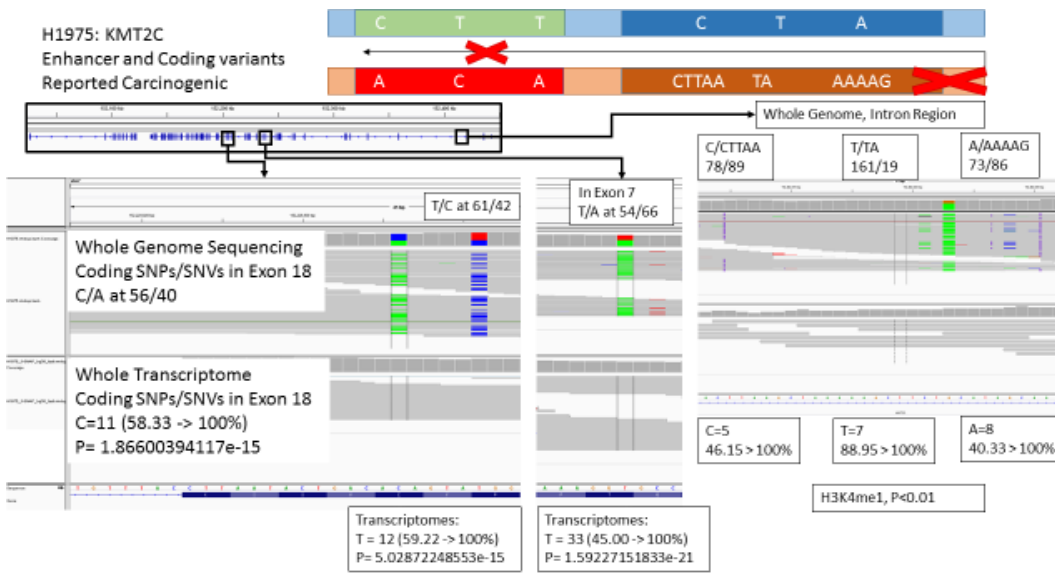 H1975: KMT2C
Enhancer and Coding variants
Reported Carcinogenic
C T T C T A
A C A CTTAA TA AAAAG
Whole Genome, Intron Region
C/CTTAA
78/89
T/TA
161/19
A/AAAAG
73/86
T/C at 61/42
In Exon 7
T/A at 54/66
Whole Genome Sequencing
Coding SNPs/SNVs in Exon 18
C/A at 56/40
Whole Transcriptome
Coding SNPs/SNVs in Exon 18
C=11 (58.33 -> 100%)
P= 1.86600394117e-15
C=5
46.15 > 100%
T=7
88.95 > 100%
A=8
40.33 > 100%
H3K4me1, P<0.01
Transcriptomes:
T = 12 (59.22 -> 100%)
P= 5.02872248553e-15
Transcriptomes:
T = 33 (45.00 -> 100%)
P= 1.59227151833e-21